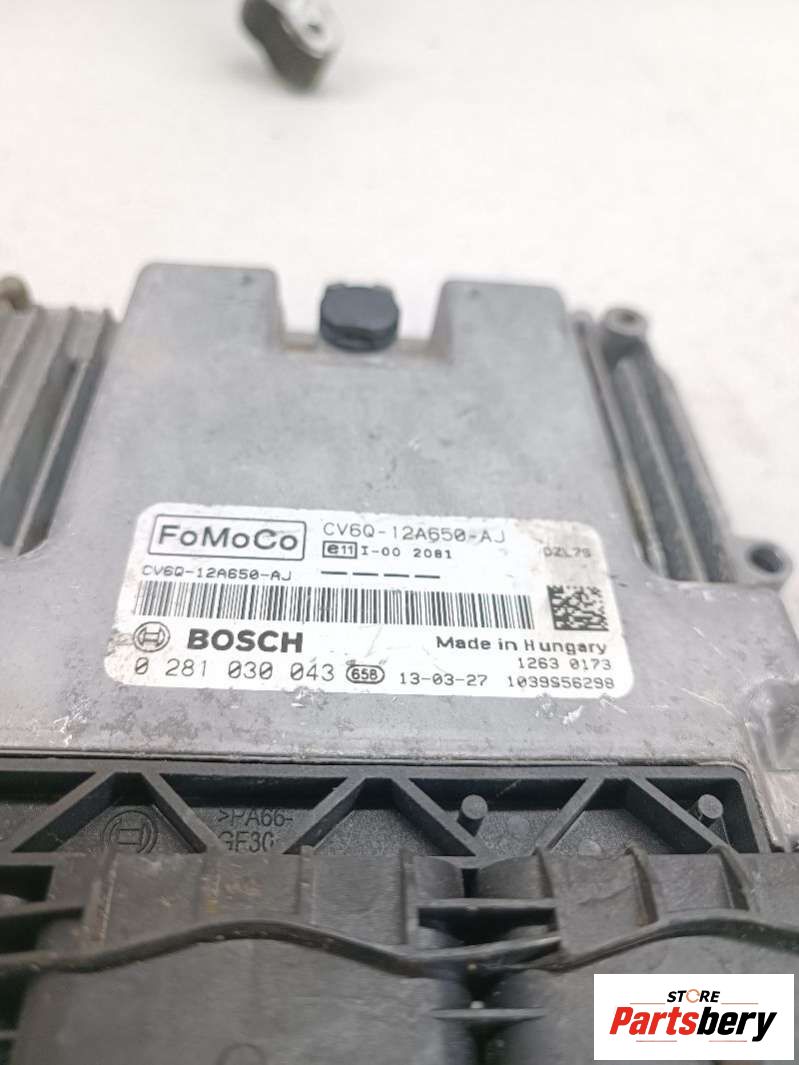 FoMoCo
CV6Q-12A650-AJ
e11 I-00 2081
DZL7S
CV6Q-12A650-AJ
BOSCH
Made in Hungary
0 281 030 043 658 13-03-27
1263 0173
1039S56298
>PA66-
GF30
STORE
Partsbery